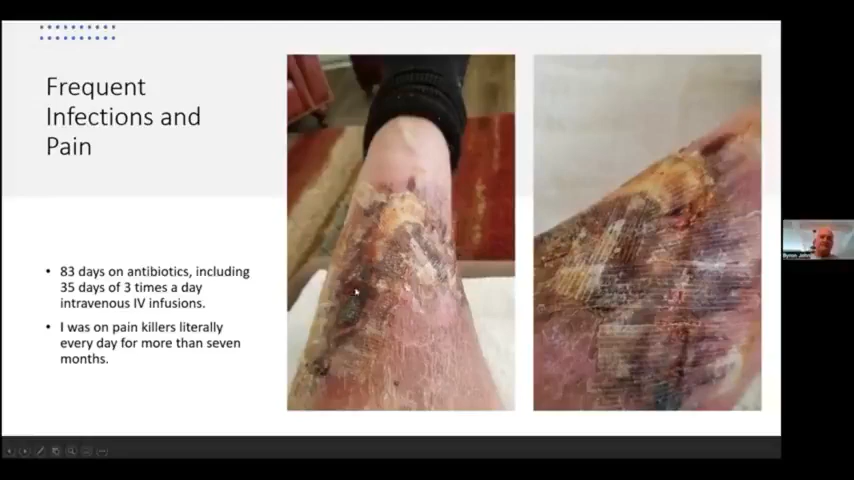 Frequent
Infections and
Pain
• 83 days on antibiotics, including
35 days of 3 times a day
intravenous IV infusions.
• I was on pain killers literally
every day for more than seven
months.
Byron John